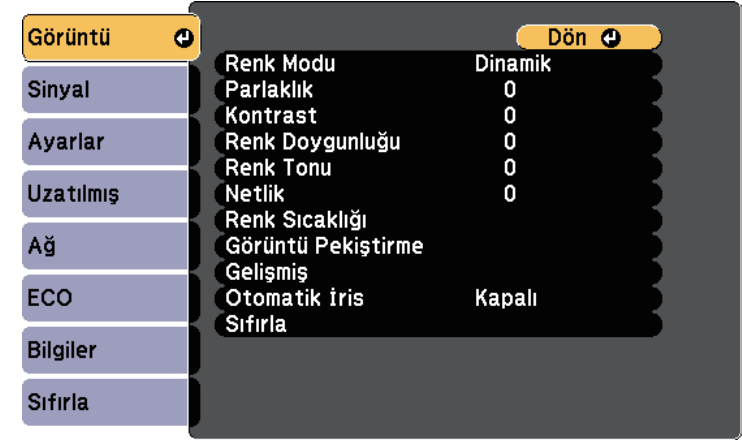 Görüntü
Sinyal
Ayarlar
Uzatılmış
Ağ
ECO
Bilgiler
Sıfırla
Dön
Renk Modu Dinamik
Parlaklık 0
Kontrast 0
Renk Doygunluğu 0
Renk Tonu 0
Netlik 0
Renk Sıcaklığı
Görüntü Pekiştirme
Gelişmiş
Otomatik İris Kapalı
Sıfırla